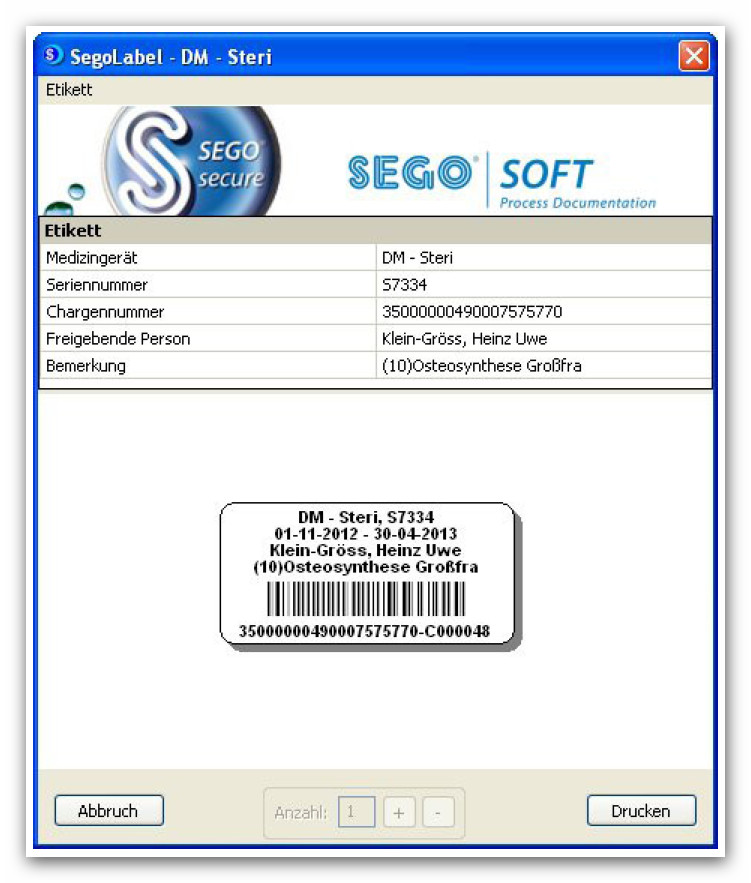 S SegoLabel - DM - Steri
Etikett
S SEGO secure
SEGO SOFT
Process Documentation
Etikett
Medizingerät DM - Steri
Seriennummer S7334
Chargennummer 35000000490007575770
Freigebende Person Klein-Gröss, Heinz Uwe
Bemerkung (10)Osteosynthese Großfra
DM - Steri, S7334
01-11-2012 - 30-04-2013
Klein-Gröss, Heinz Uwe
(10)Osteosynthese Großfra
35000000490007575770-C000048
Abbruch Anzahl: 1 + - Drucken